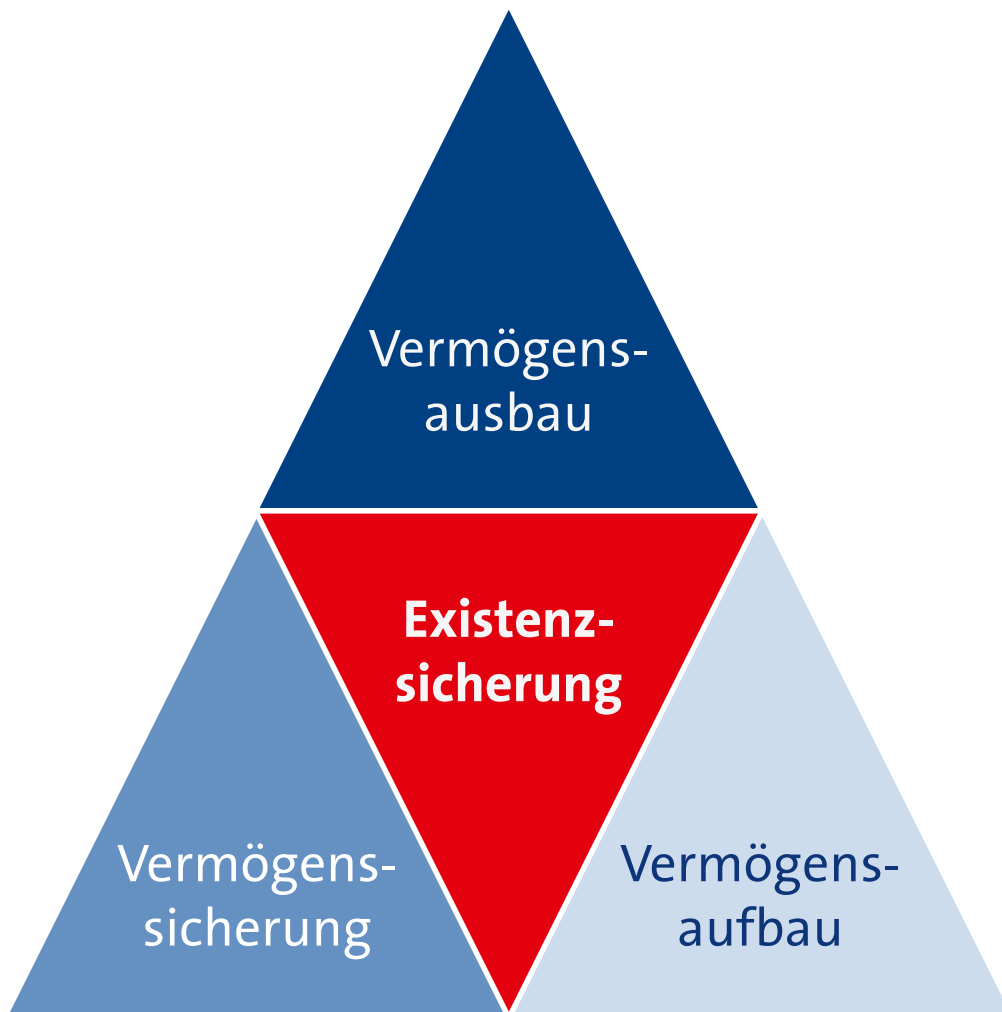 Vermögens-
ausbau
Existenz-
sicherung
Vermögens-
sicherung
Vermögens-
aufbau